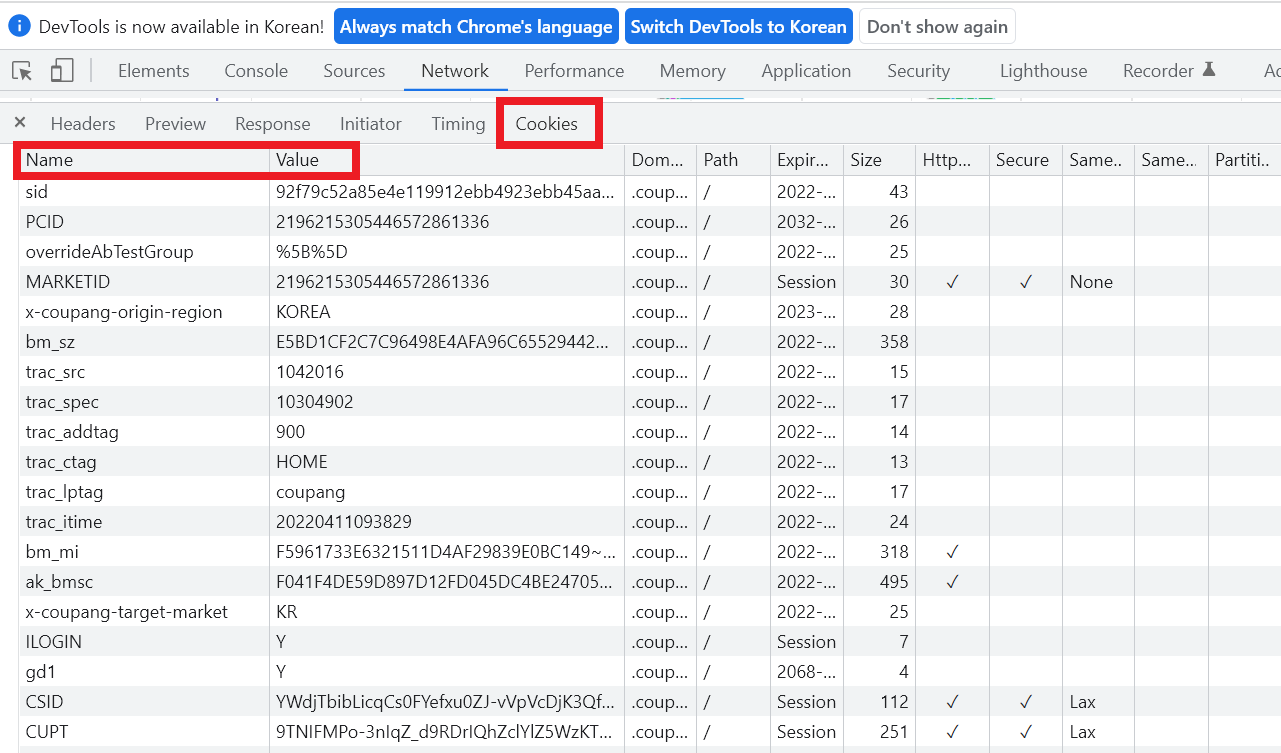 DevTools is now available in Korean! Always match Chrome's language Switch DevTools to Korean Don't show again
Elements Console Sources Network Performance Memory Application Security Lighthouse Recorder Ad
× Headers Preview Response Initiator Timing Cookies
Name Value Dom... Path Expir... Size Http... Secure Same.. Same... Partiti..
sid 92f79c52a85e4e119912ebb4923ebb45aa... .coup... / 2022-... 43
PCID 2196215305446572861336 .coup... / 2032-... 26
overrideAbTestGroup %5B%5D .coup... / 2022-... 25
MARKETID 2196215305446572861336 .coup... / Session 30 ✓ ✓ None
x-coupang-origin-region KOREA .coup... / 2023-... 28
bm_sz E5BD1CF2C7C96498E4AFA96C65529442... .coup... / 2022-... 358
trac_src 1042016 .coup... / 2022-... 15
trac_spec 10304902 .coup... / 2022-... 17
trac_addtag 900 .coup... / 2022-... 14
trac_ctag HOME .coup... / 2022-... 13
trac_lptag coupang .coup... / 2022-... 17
trac_itime 20220411093829 .coup... / 2022-... 24
bm_mi F5961733E6321511D4AF29839E0BC149~... .coup... / 2022-... 318 ✓
ak_bmsc F041F4DE59D897D12FD045DC4BE24705... .coup... / 2022-... 495 ✓
x-coupang-target-market KR .coup... / 2022-... 25
ILOGIN Y .coup... / Session 7
gd1 Y .coup... / 2068-... 4
CSID YWdjTbibLicqCs0FYefxu0ZJ-vVpVcDjK3Qf... .coup... / Session 112 ✓ ✓ Lax
CUPT 9TNIFMPo-3nIqZ_d9RDrIQhZclYlZ5WzKT... .coup... / Session 251 ✓ ✓ Lax